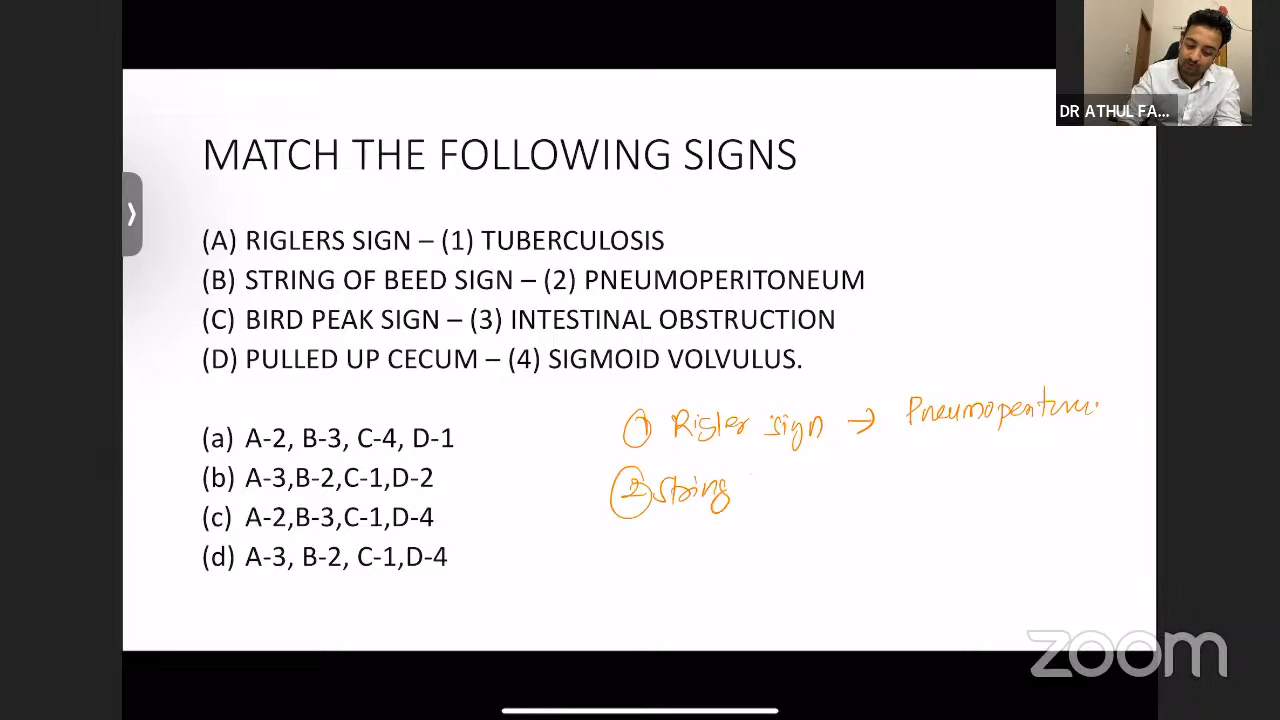 DR ATHUL FA...
MATCH THE FOLLOWING SIGNS
(A) RIGLERS SIGN – (1) TUBERCULOSIS
(B) STRING OF BEED SIGN – (2) PNEUMOPERITONEUM
(C) BIRD PEAK SIGN – (3) INTESTINAL OBSTRUCTION
(D) PULLED UP CECUM – (4) SIGMOID VOLVULUS.
(a) A-2, B-3, C-4, D-1
(b) A-3,B-2,C-1,D-2
(c) A-2,B-3,C-1,D-4
(d) A-3, B-2, C-1,D-4
1 Rigler sign →
2 string
zoom